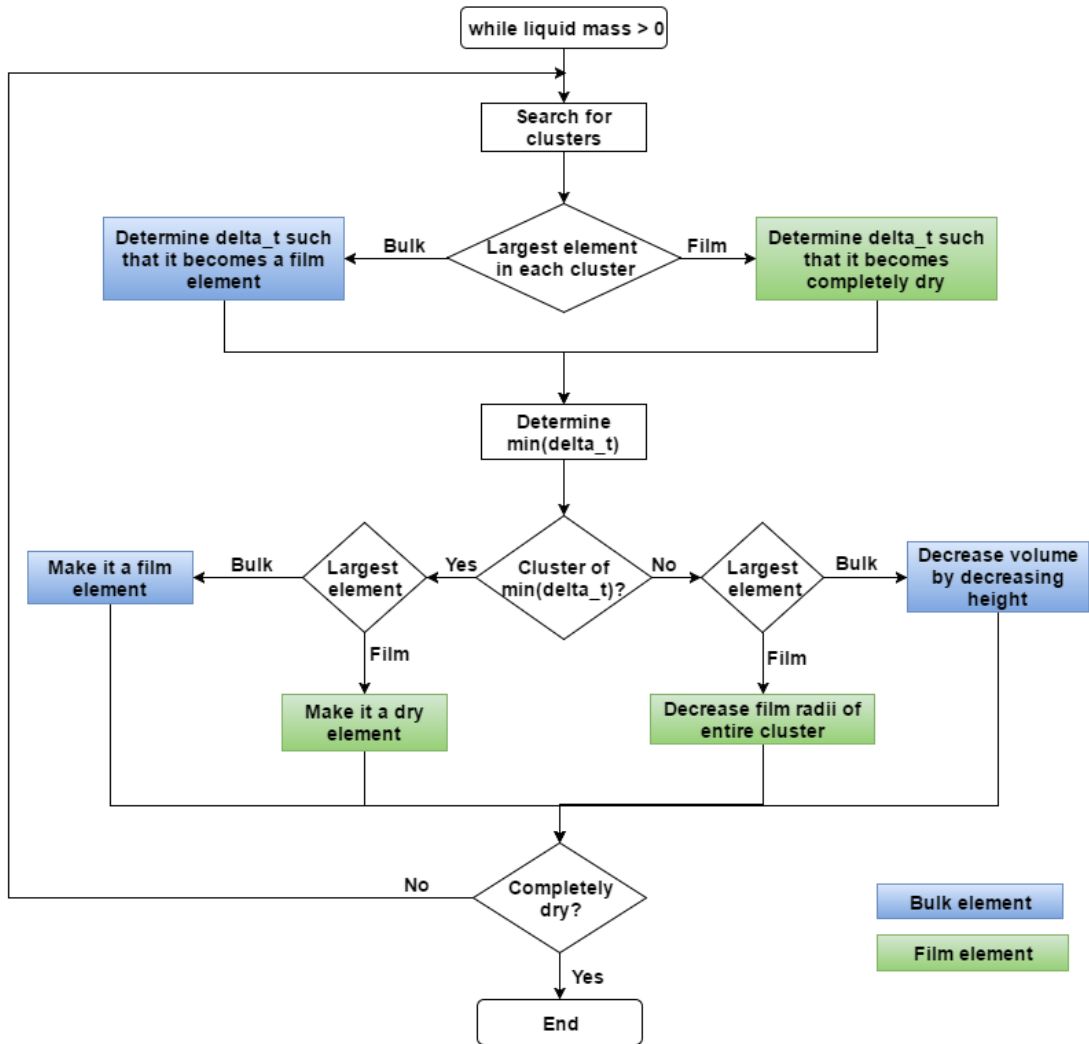 while liquid mass > 0
Search for
clusters
Largest element
in each cluster
Bulk
Film
Determine delta_t such
that it becomes a film
element
Determine delta_t such
that it becomes
completely dry
Determine
min(delta_t)
Cluster of
min(delta_t)?
Yes
No
Largest
element
Bulk
Make it a film
element
Film
Make it a dry
element
Largest
element
Bulk
Decrease volume
by decreasing
height
Film
Decrease film radii of
entire cluster
Completely
dry?
No
Yes
End
Bulk element
Film element